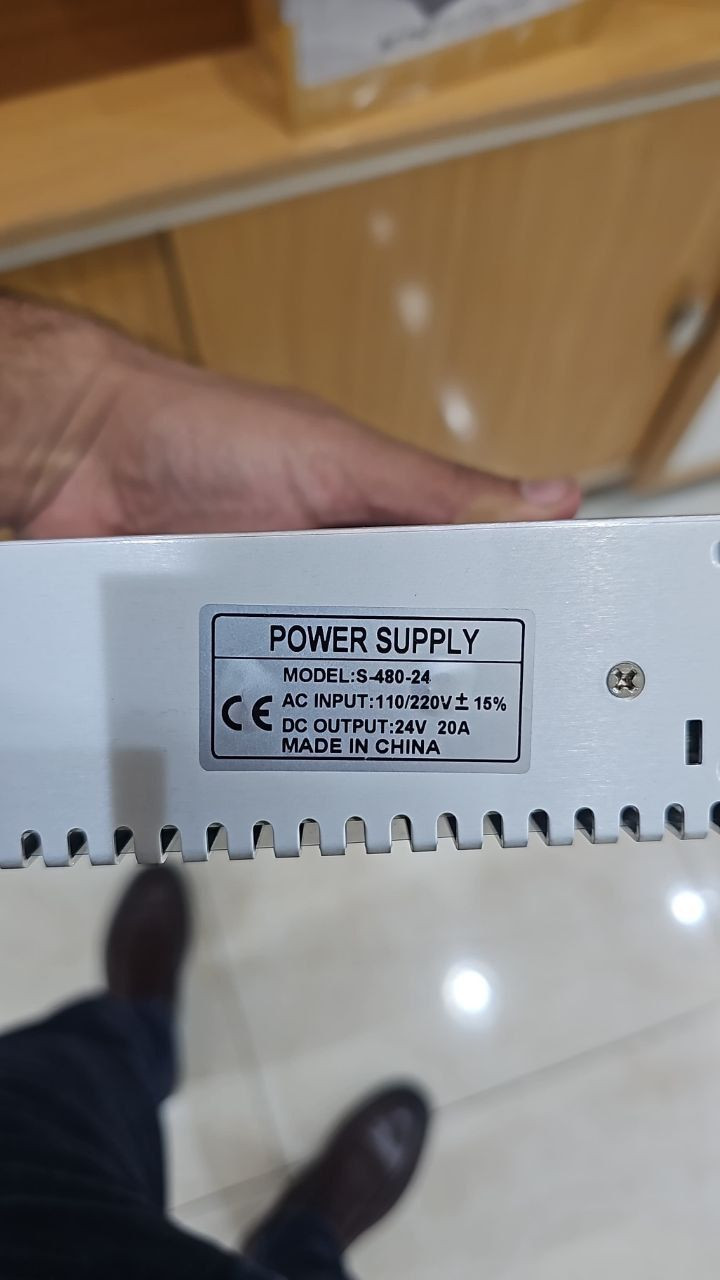 POWER SUPPLY
MODEL:S-480-24
CE AC INPUT:110/220V±15%
DC OUTPUT:24V 20A
MADE IN CHINA